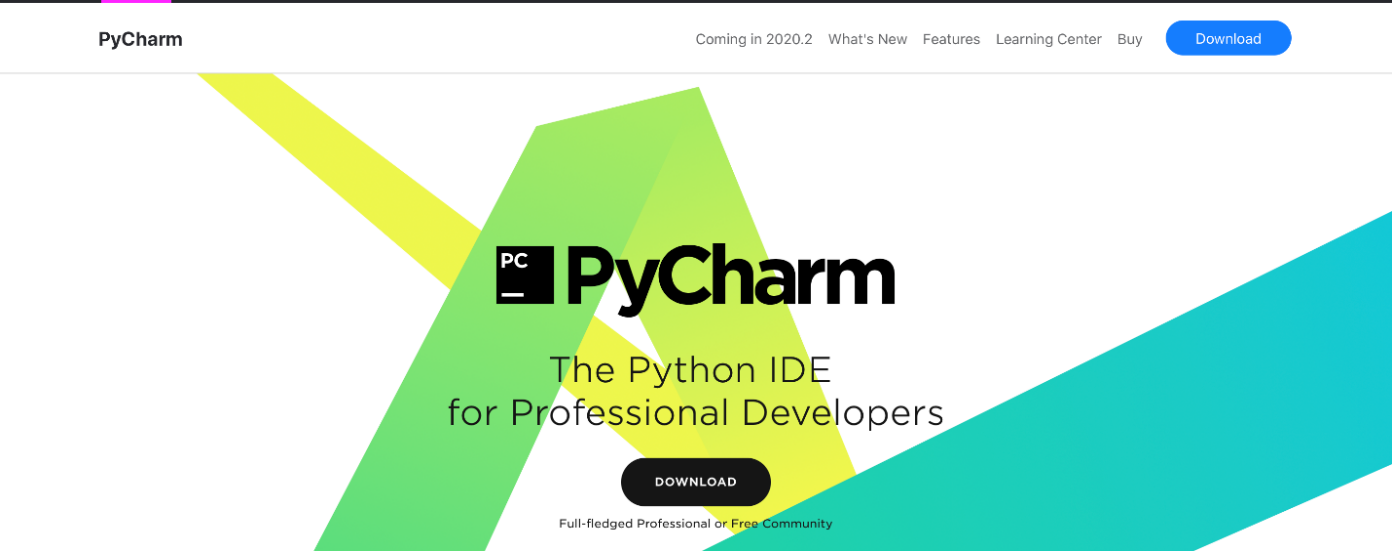 PyCharm
Coming in 2020.2 What's New Features Learning Center Buy Download
PC
PyCharm
The Python IDE
for Professional Developers
DOWNLOAD
Full-fledged Professional or Free Community